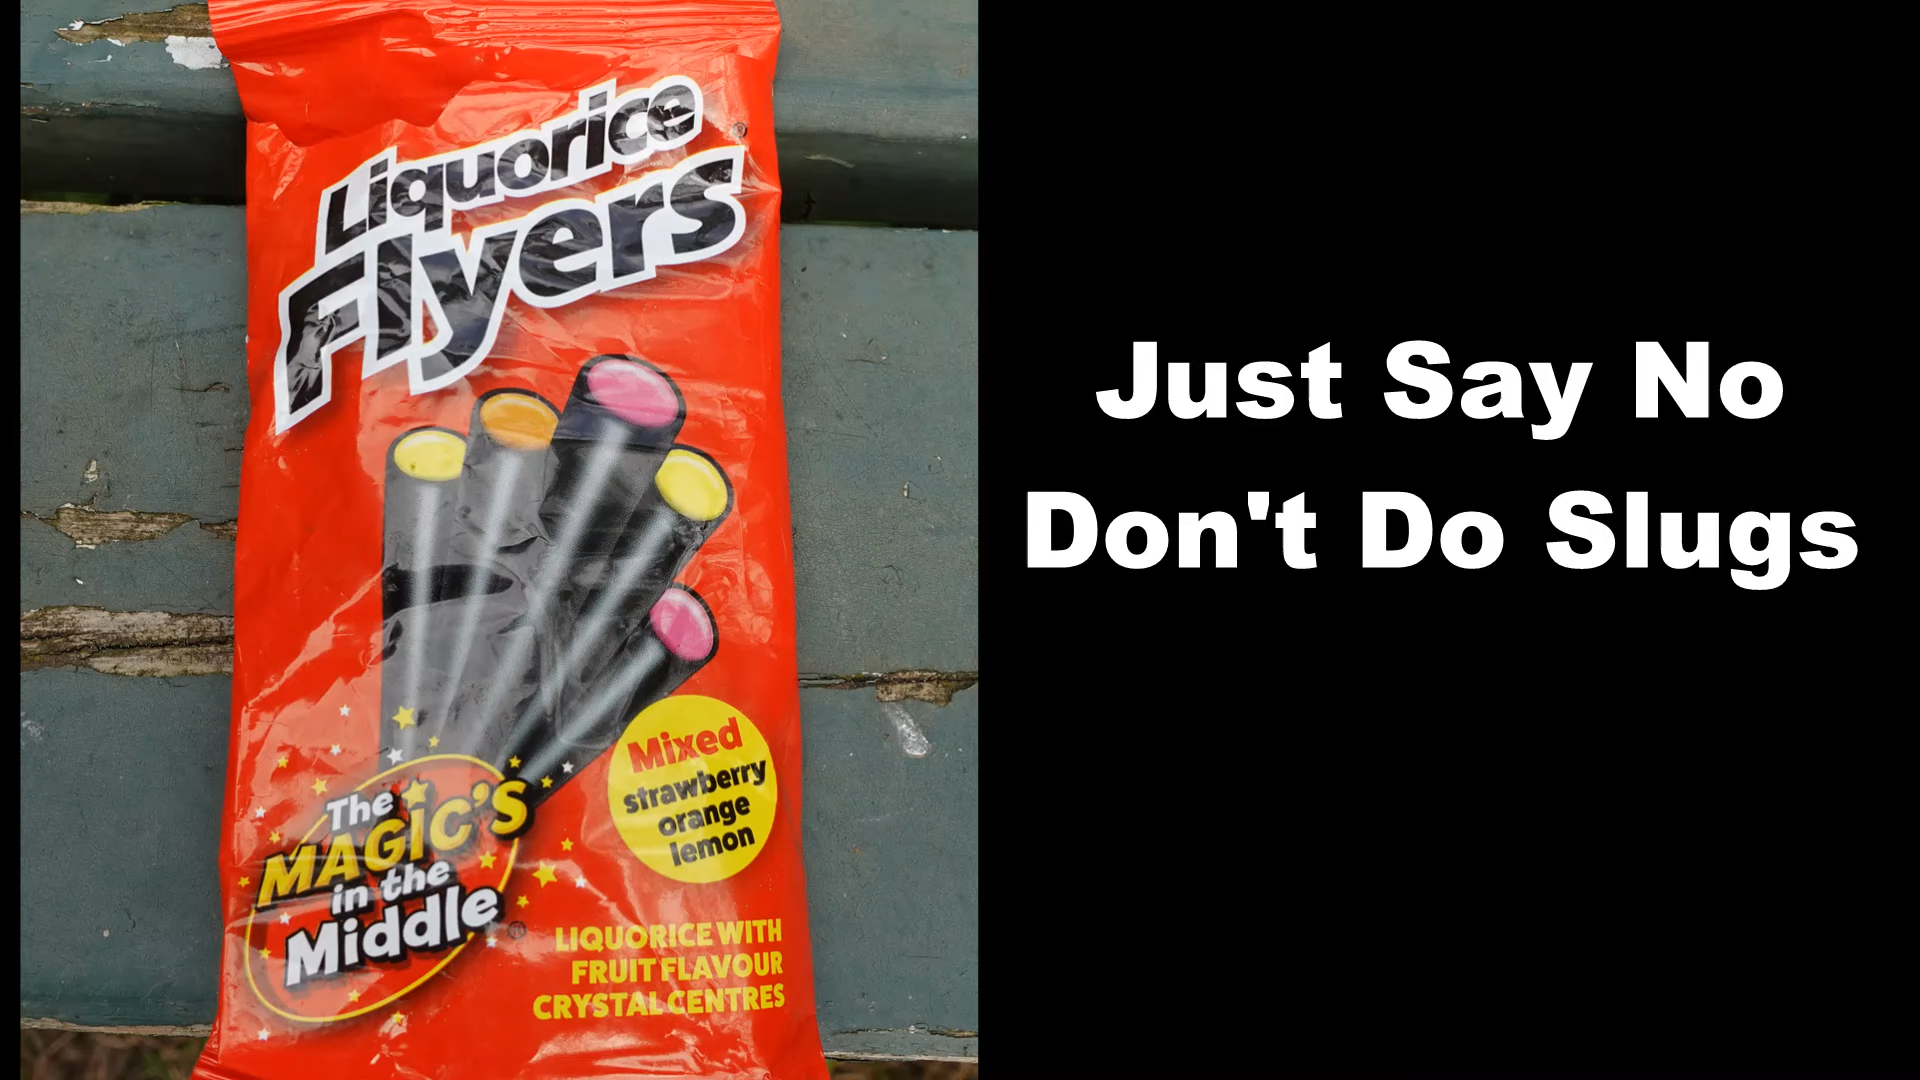 Liquorice
Flyers
The
MAGiC'S
in the
Middle
Mixed
strawberry
orange
lemon
LIQUORICE WITH
FRUIT FLAVOUR
CRYSTAL CENTRES
Just Say No
Don't Do Slugs